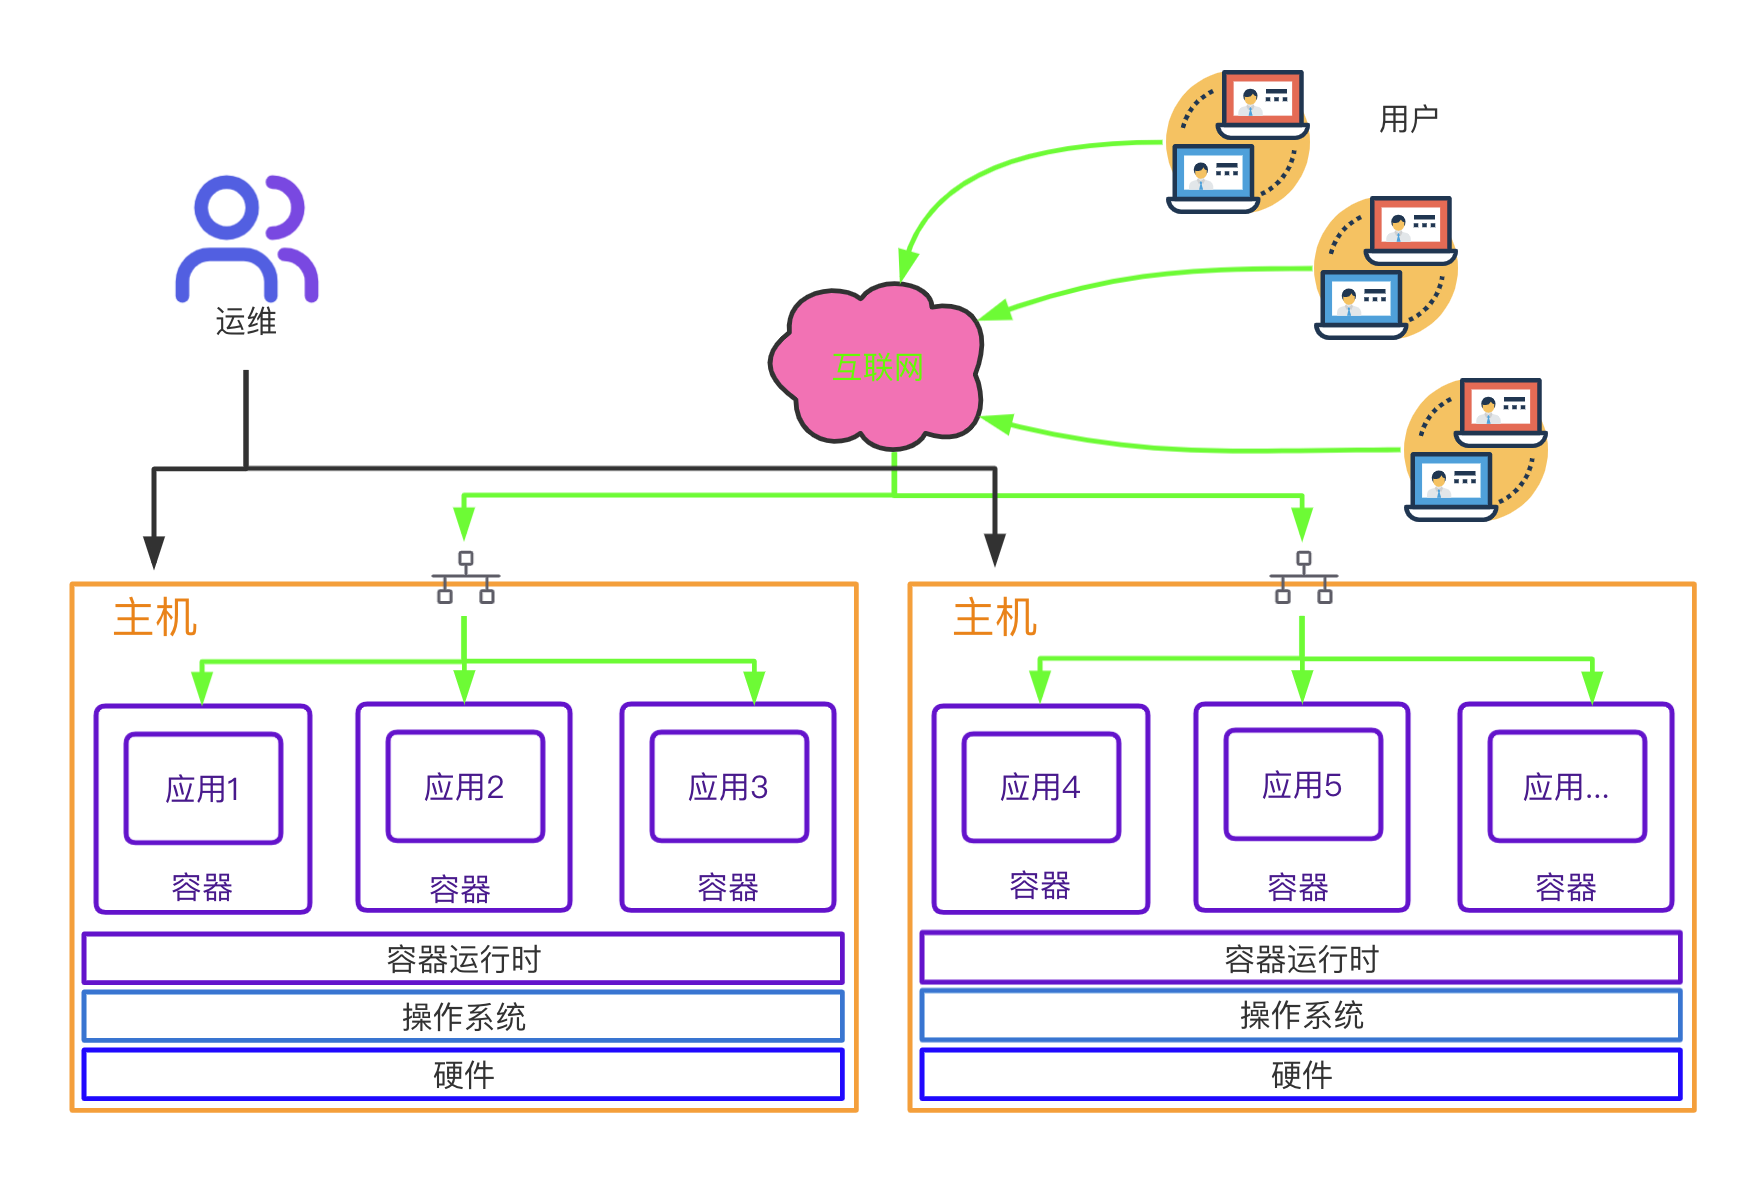 用户
运维
互联网
主机
主机
应用1
应用2
应用3
应用4
应用5
应用...
容器
容器
容器
容器
容器
容器
容器运行时
容器运行时
操作系统
操作系统
硬件
硬件